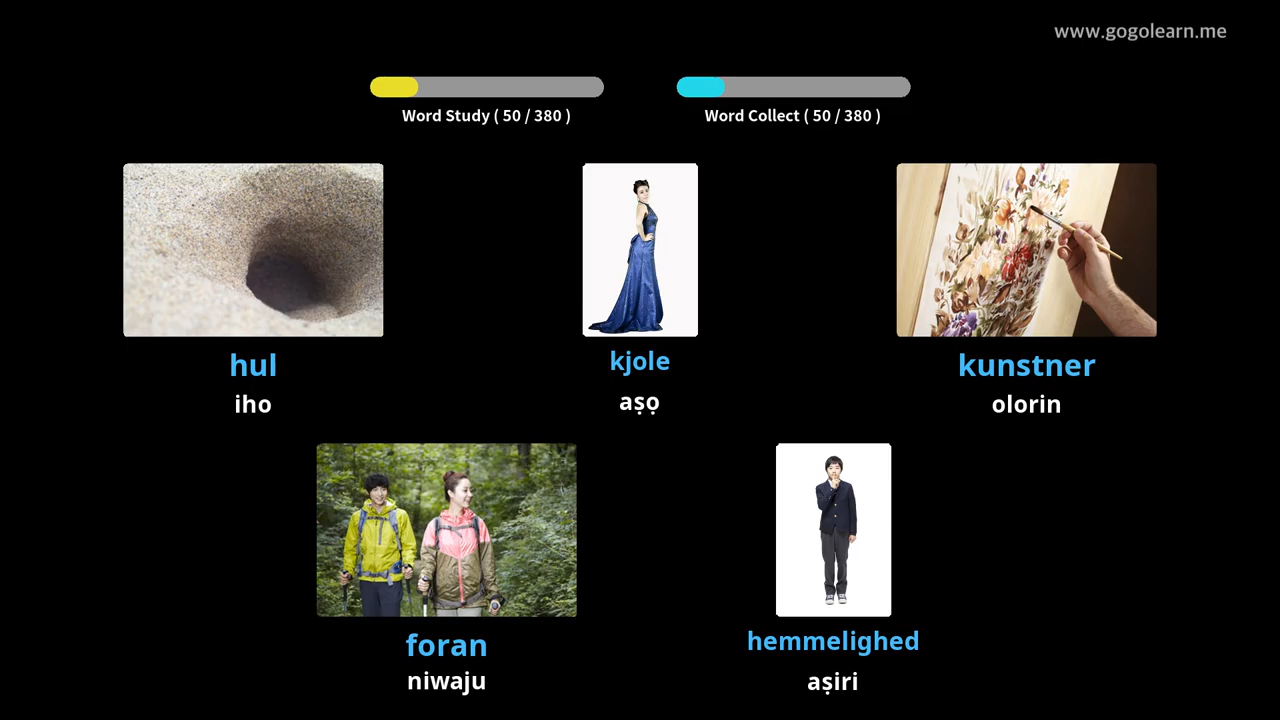 www.gogolearn.me
Word Study ( 50 / 380 )
Word Collect ( 50 / 380 )
hul
iho
kjole
aṣọ
kunstner
olorin
foran
niwaju
hemmelighed
aṣiri